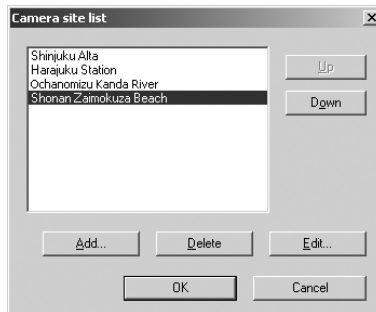 Camera site list
Shinjuku Alta
Harajuku Station
Ochanomizu Kanda River
Shonan Zaimokuza Beach
Up
Down
Add...
Delete
Edit...
OK
Cancel